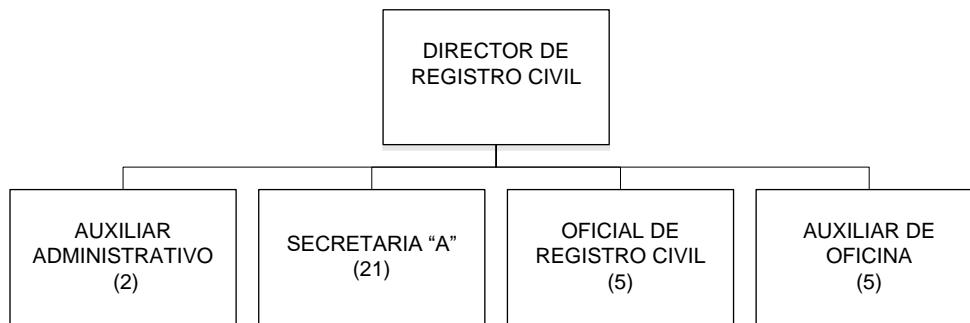 DIRECTOR DE
REGISTRO CIVIL
AUXILIAR
ADMINISTRATIVO
(2)
SECRETARIA “A”
(21)
OFICIAL DE
REGISTRO CIVIL
(5)
AUXILIAR DE
OFICINA
(5)